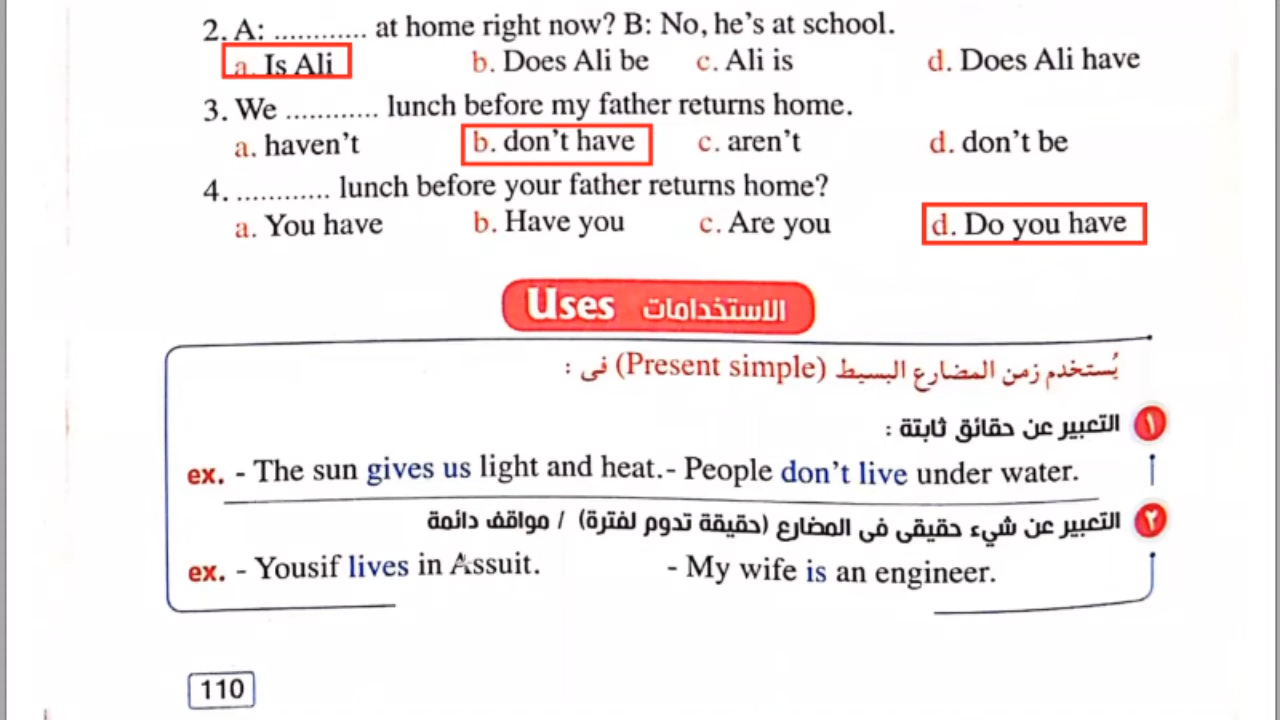 2. A: ............ at home right now? B: No, he's at school.
a. Is Ali b. Does Ali be c. Ali is d. Does Ali have
3. We ............ lunch before my father returns home.
a. haven't b. don't have c. aren't d. don't be
4. ............ lunch before your father returns home?
a. You have b. Have you c. Are you d. Do you have
Uses الاستخدامات
يُستخدم زمن المضارع البسيط (Present simple) فى :
١ التعبير عن حقائق ثابتة :
ex. - The sun gives us light and heat. - People don't live under water.
٢ التعبير عن شيء حقيقى فى المضارع (حقيقة تدوم لفترة) / مواقف دائمة
ex. - Yousif lives in Assuit. - My wife is an engineer.
110